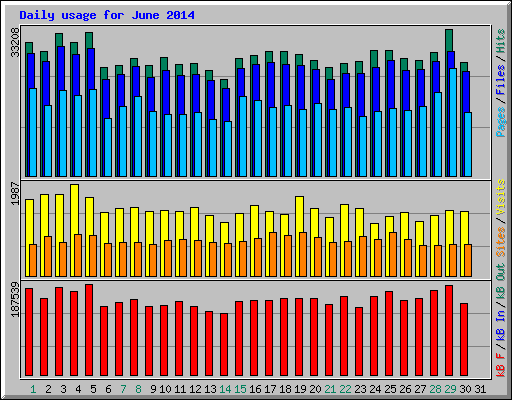 Daily usage for June 2014
33208
Pages / Files / Hits
1987
Sites / Visits
187539
kB F / kB In / kB Out
1 2 3 4 5 6 7 8 9 10 11 12 13 14 15 16 17 18 19 20 21 22 23 24 25 26 27 28 29 30 31